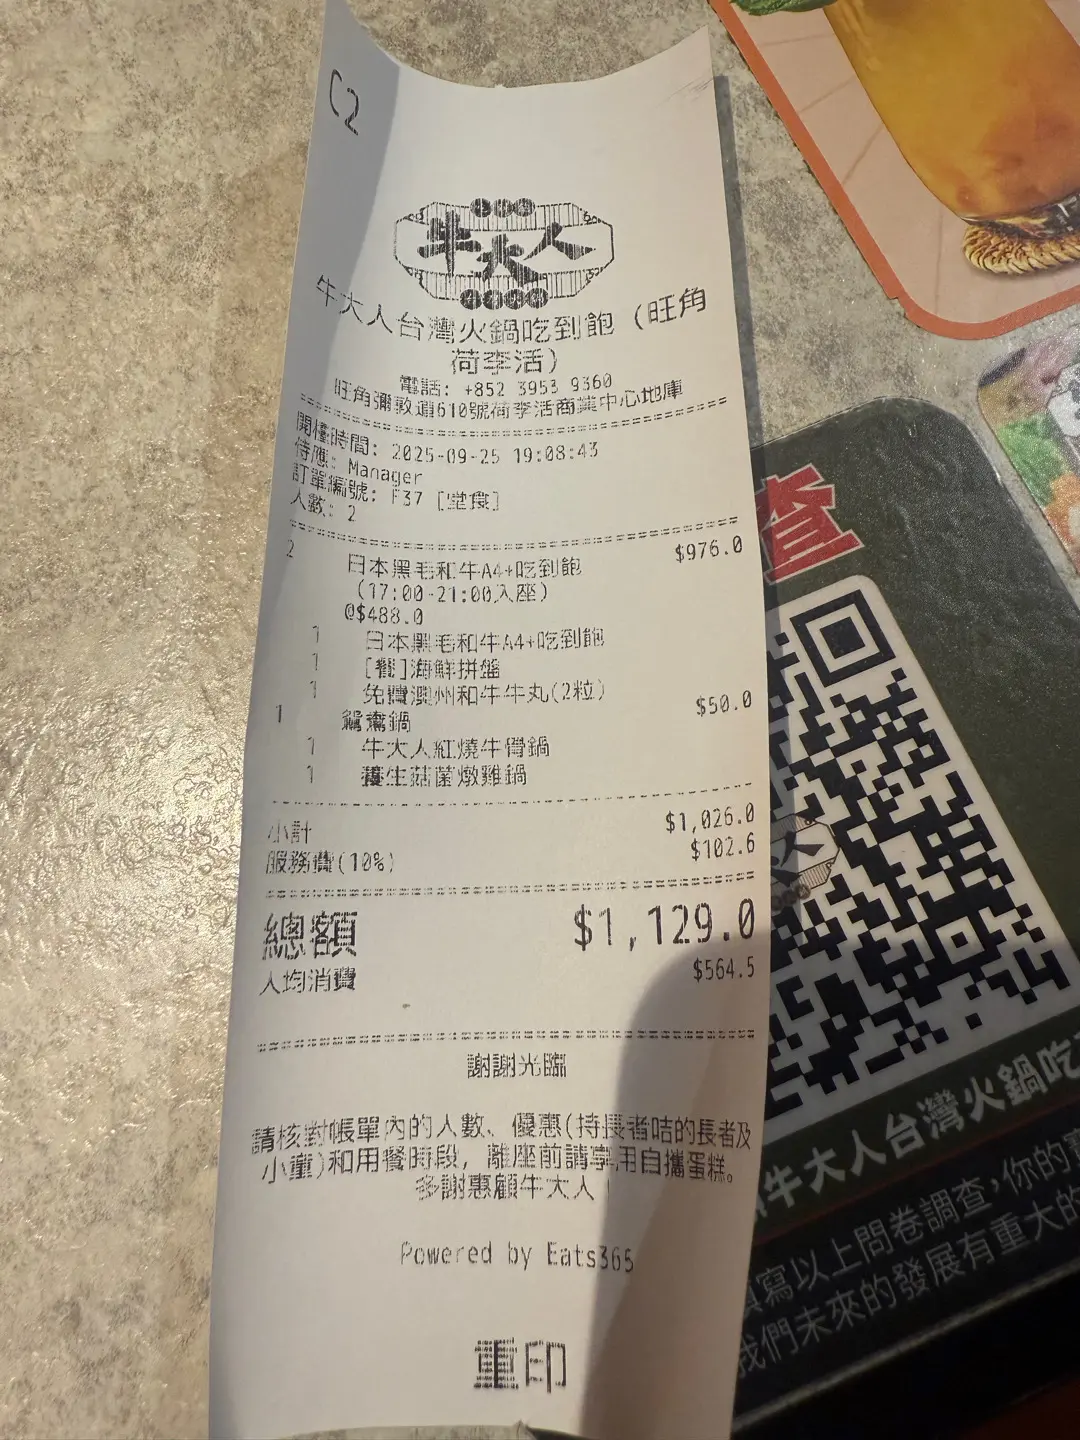 C2
牛大人
牛大人台灣火鍋吃到飽（旺角
荷李活）
電話: +852 3953 9360
旺角彌敦道610號荷李活商業中心地庫
開檯時間: 2025-09-25 19:08:43
侍應: Manager
訂單編號: F37 [堂食]
人數: 2
2 日本黑毛和牛A4+吃到飽 $976.0
(17:00-21:00入座)
@$488.0
1 日本黑毛和牛A4+吃到飽
1 [餐]海鮮拼盤
1 免費澳州和牛牛丸(2粒)
1 鴛鴦鍋 $50.0
1 牛大人紅燒牛骨鍋
1 養生菇菌燉雞鍋
小計 $1,026.0
服務費(10%) $102.6
總額 $1,129.0
人均消費 $564.5
謝謝光臨
請核對帳單內的人數、優惠(持長者咭的長者及
小童)和用餐時段, 離座前請享用自攜蛋糕。
多謝惠顧牛大人！
Powered by Eats365
重印
牛大人台灣火鍋吃
填寫以上問卷調查，你的寶
我們未來的發展有重大的